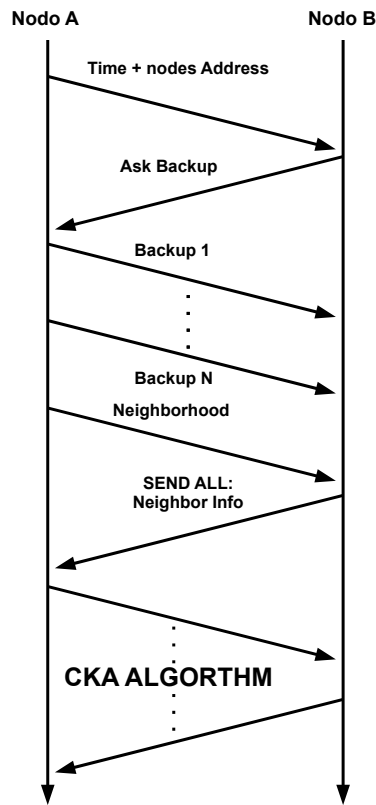 Nodo A
Nodo B
Time + nodes Address
Ask Backup
Backup 1
Backup N
Neighborhood
SEND ALL:
Neighbor Info
CKA ALGORTHM